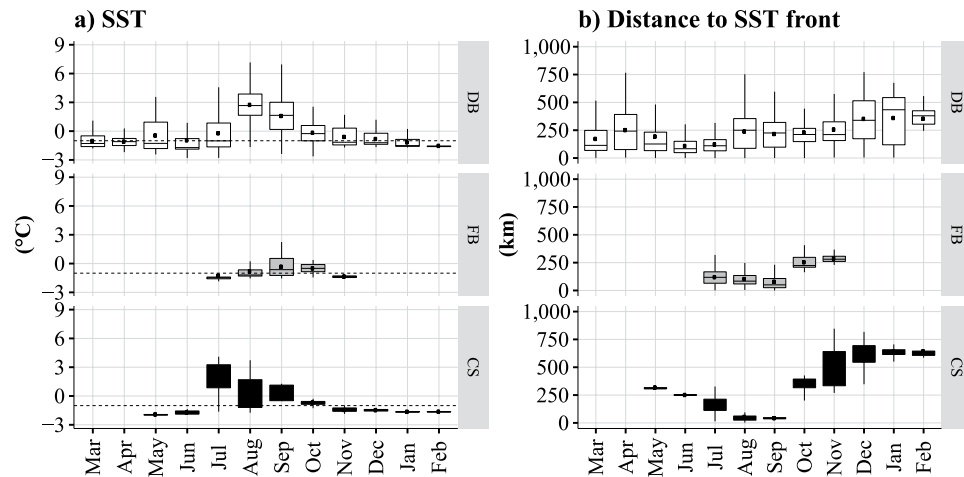 a) SST
9
6
3
0
−3
DB
9
6
3
0
−3
FB
9
6
3
0
−3
CS
(°C)
Mar Apr May Jun Jul Aug Sep Oct Nov Dec Jan Feb
b) Distance to SST front
1,000
750
500
250
0
DB
1,000
750
500
250
0
FB
1,000
750
500
250
0
CS
(km)
Mar Apr May Jun Jul Aug Sep Oct Nov Dec Jan Feb